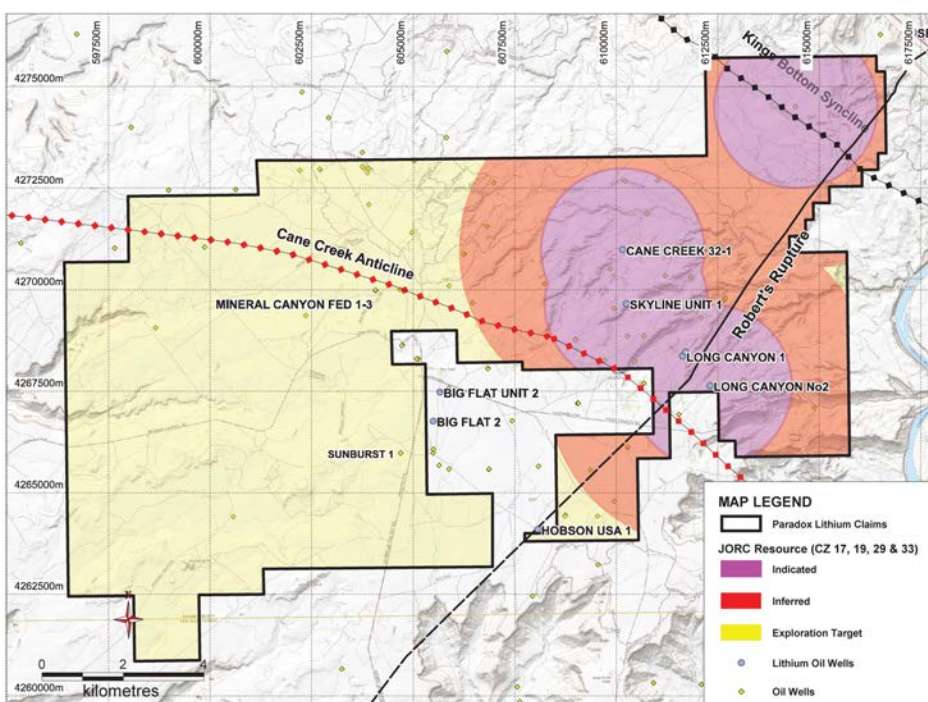 597500m
600000m
602500m
605000m
607500m
610000m
612500m
615000m
617500m
4275000m
Kings Bottom Syncline
4272500m
Cane Creek Anticline
CANE CREEK 32-1
Robert's Rupture
4270000m
MINERAL CANYON FED 1-3
SKYLINE UNIT 1
LONG CANYON 1
4267500m
BIG FLAT UNIT 2
LONG CANYON No2
BIG FLAT 2
SUNBURST 1
4265000m
HOBSON USA 1
4262500m
4260000m
0 2 4
kilometres
MAP LEGEND
Paradox Lithium Claims
JORC Resource (CZ 17, 19, 29 & 33)
Indicated
Inferred
Exploration Target
Lithium Oil Wells
Oil Wells